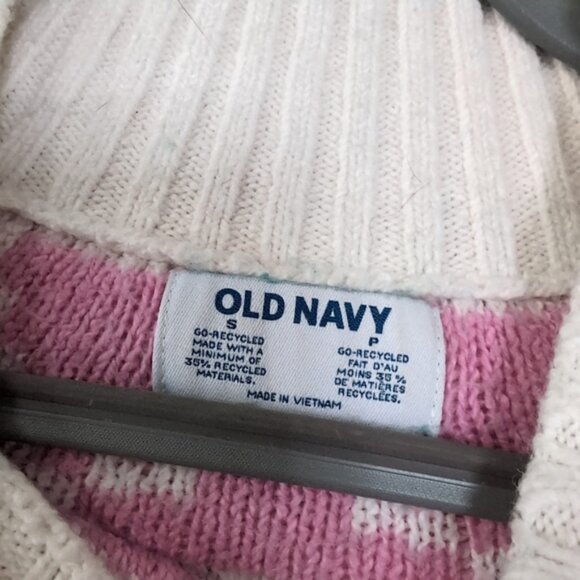 OLD NAVY
S
GO-RECYCLED
MADE WITH A
MINIMUM OF
35% RECYCLED
MATERIALS.
P
GO-RECYCLED
FAIT D'AU
MOINS 35 %
DE MATIÈRES
RECYCLÉES.
MADE IN VIETNAM